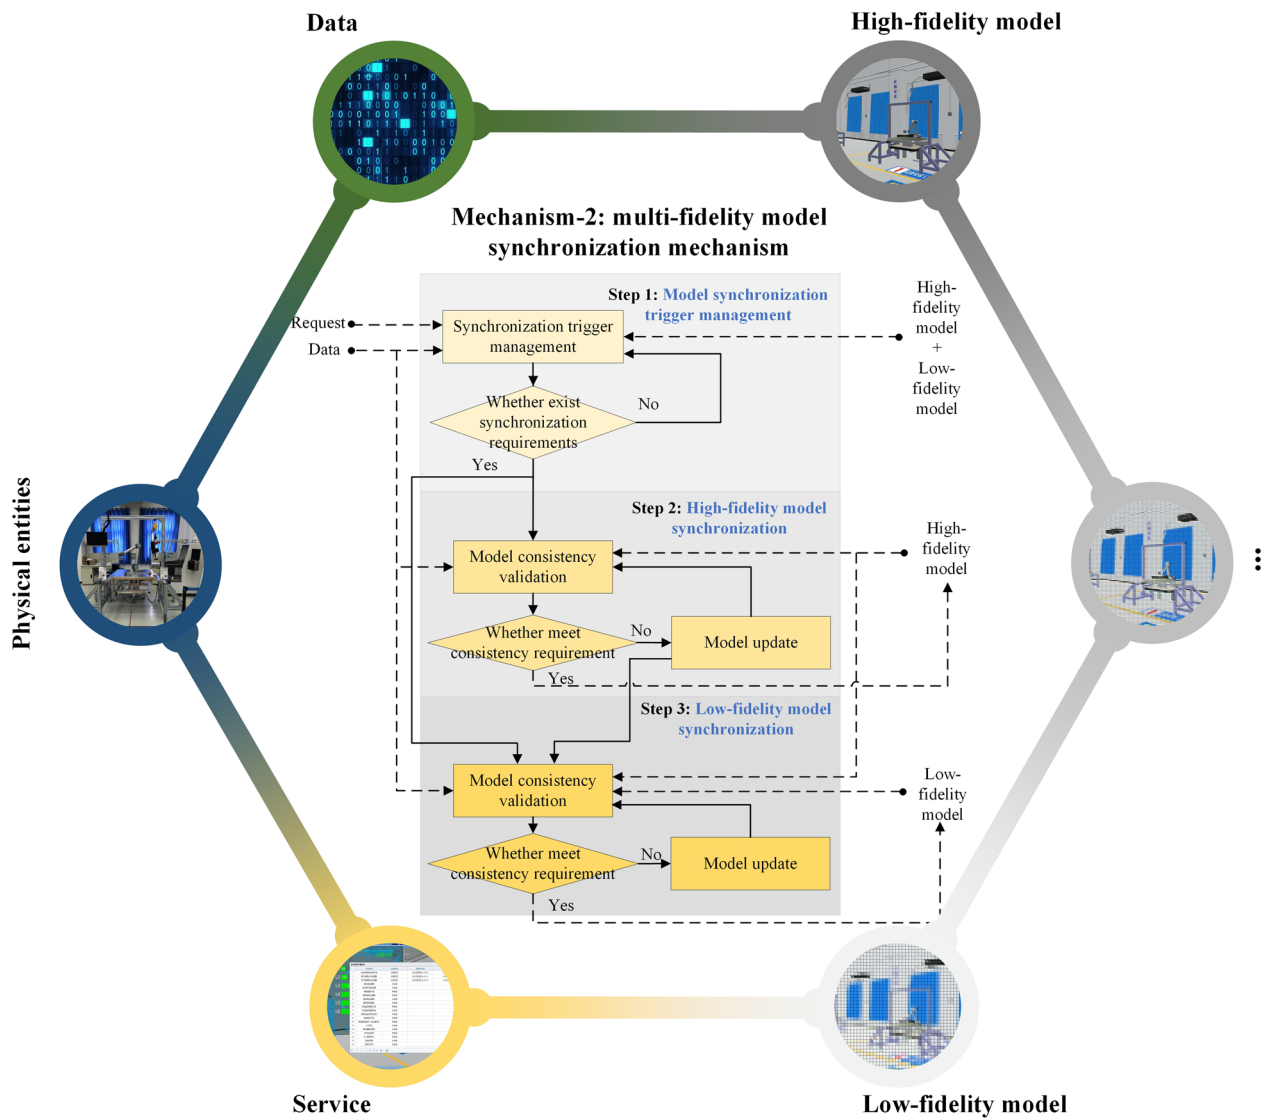 Data
High-fidelity model
Mechanism-2: multi-fidelity model
synchronization mechanism
Step 1: Model synchronization
trigger management
Request
Data
Synchronization trigger
management
High-
fidelity
model
+
Low-
fidelity
model
Whether exist
synchronization
requirements
No
Yes
Physical entities
Step 2: High-fidelity model
synchronization
Model consistency
validation
High-
fidelity
model
...
Whether meet
consistency requirement
No
Model update
Yes
Step 3: Low-fidelity model
synchronization
Model consistency
validation
Low-
fidelity
model
Whether meet
consistency requirement
No
Model update
Yes
Service
Low-fidelity model